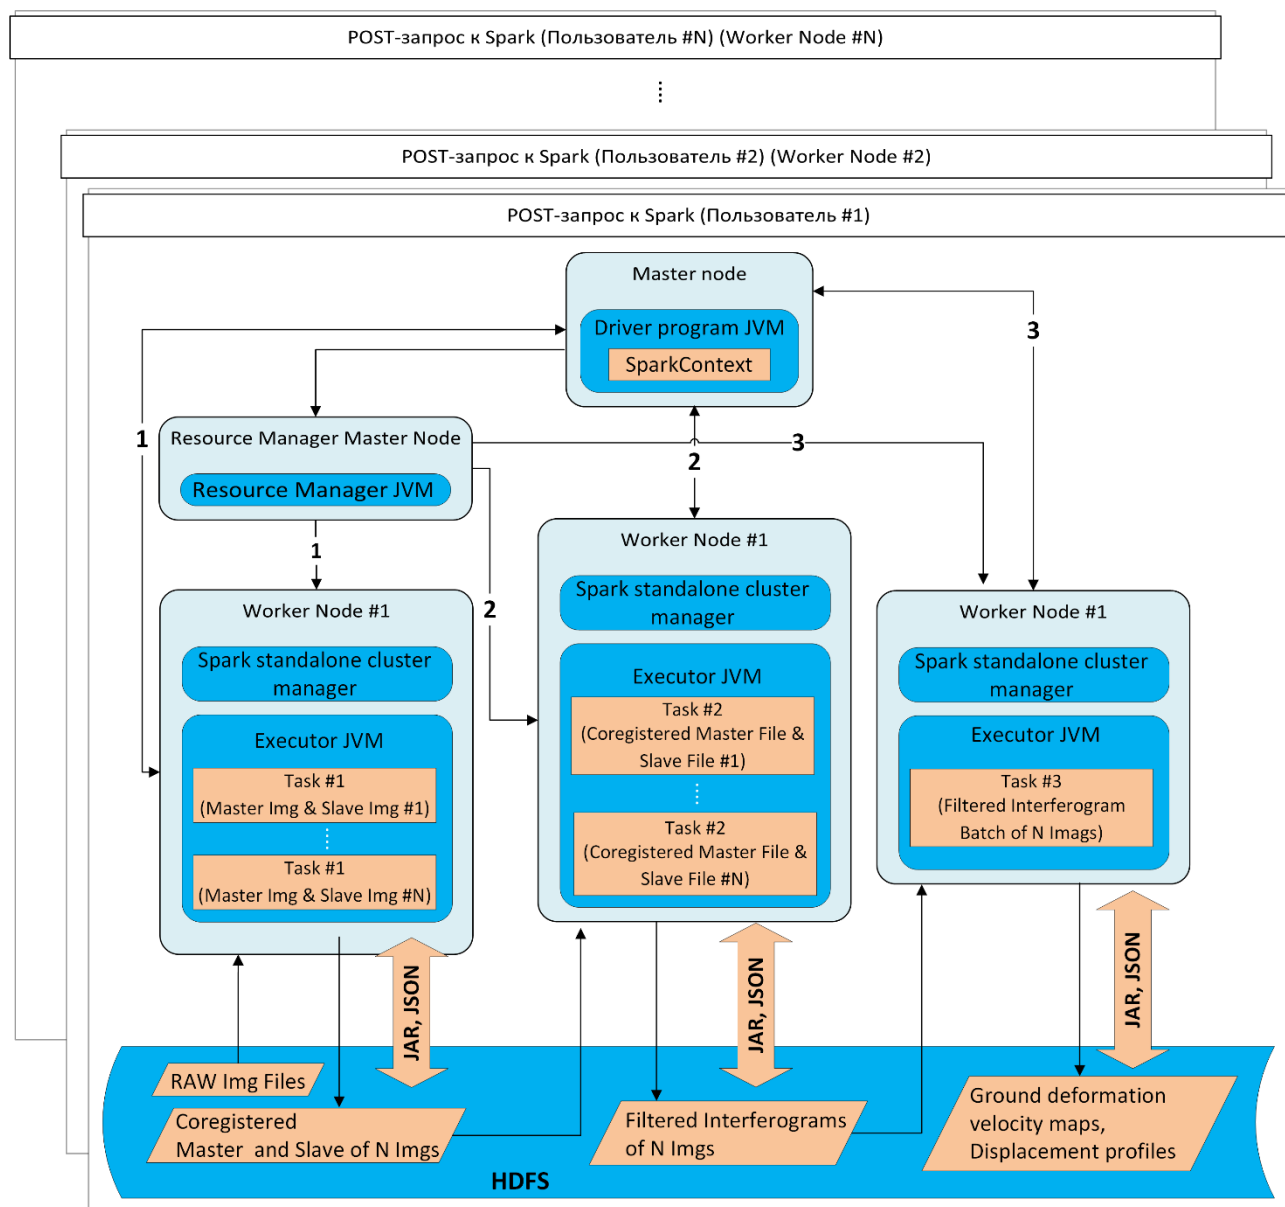 POST-запрос к Spark (Пользователь #N) (Worker Node #N)
POST-запрос к Spark (Пользователь #2) (Worker Node #2)
POST-запрос к Spark (Пользователь #1)
Master node
Driver program JVM
SparkContext
1
3
Resource Manager Master Node
Resource Manager JVM
3
2
1
2
Worker Node #1
Spark standalone cluster
manager
Executor JVM
Task #1
(Master Img & Slave Img #1)
Task #1
(Master Img & Slave Img #N)
Worker Node #1
Spark standalone cluster
manager
Executor JVM
Task #2
(Coregistered Master File &
Slave File #1)
Task #2
(Coregistered Master File &
Slave File #N)
Worker Node #1
Spark standalone cluster
manager
Executor JVM
Task #3
(Filtered Interferogram
Batch of N Imags)
JAR, JSON
JAR, JSON
JAR, JSON
RAW Img Files
Coregistered
Master and Slave of N Imgs
Filtered Interferograms
of N Imgs
Ground deformation
velocity maps,
Displacement profiles
HDFS